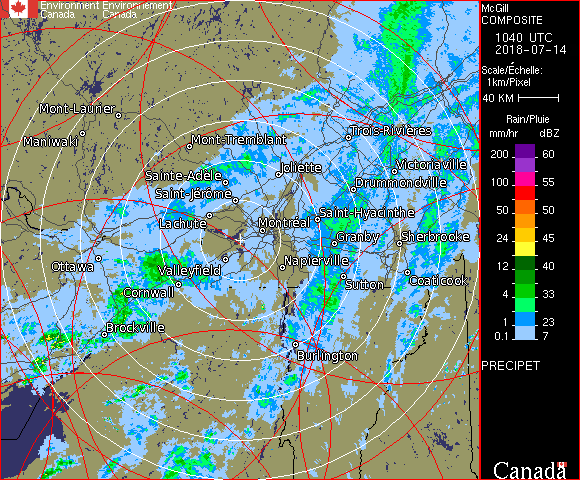 Environment Environnement
Canada Canada
McGill
COMPOSITE
1040 UTC
2018-07-14
Scale/Échelle:
1km/Pixel
40 KM
Rain/Pluie
mm/hr dBZ
200 60
100 55
50 50
24 45
12 40
4 33
1 23
0.1 7
PRECIPET
Canada
Mont-Laurier
Maniwaki
Mont-Tremblant
Trois-Rivières
Sainte-Adèle
Joliette
Victoriaville
Saint-Jérôme
Drummondville
Lachute
Montréal
Saint-Hyacinthe
Granby
Sherbrooke
Ottawa
Valleyfield
Napierville
Cornwall
Sutton
Coaticook
Brockville
Burlington